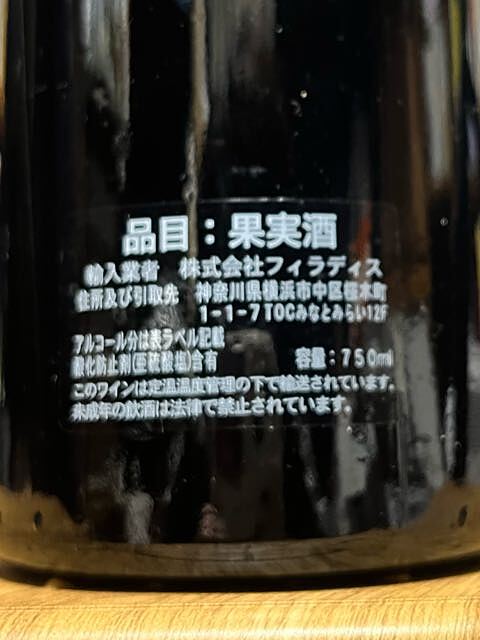 品目：果実酒
輸入業者 株式会社フィラディス
住所及び引取先 神奈川県横浜市中区桜木町
1-1-7TOCみなとみらい12F
アルコール分は表ラベル記載
酸化防止剤(亜硫酸塩)含有 容量：750ml
このワインは定温温度管理の下で輸送されています。
未成年の飲酒は法律で禁止されています。